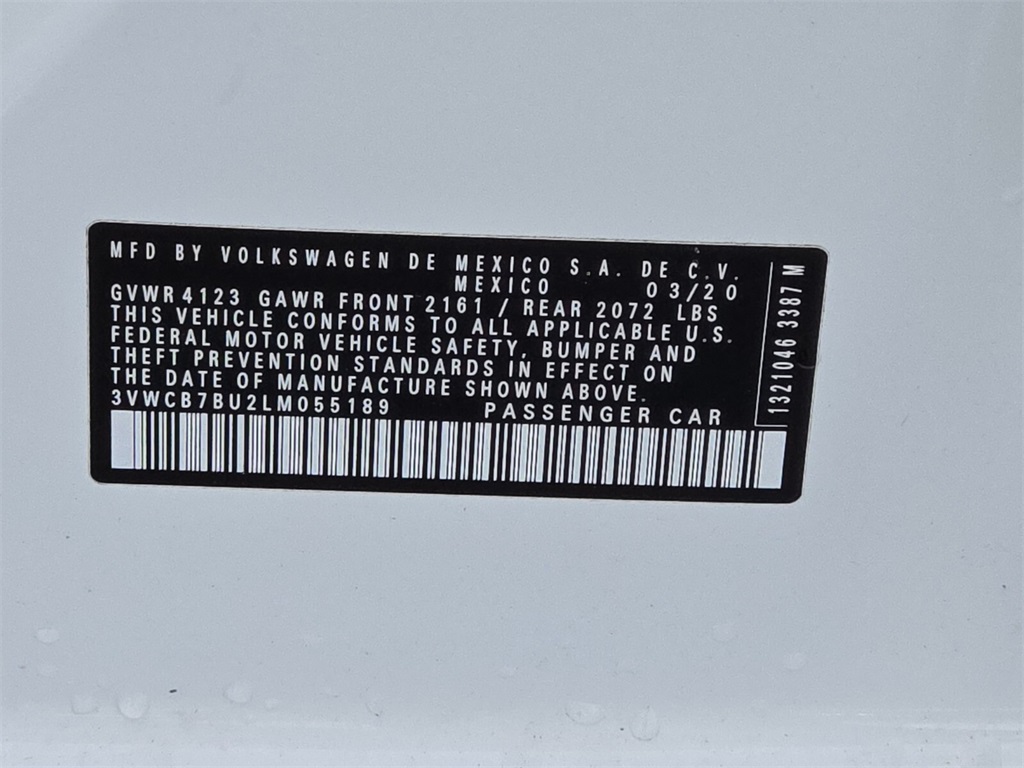 MFD BY VOLKSWAGEN DE MEXICO S.A. DE C.V.
MEXICO 03/20
GVWR 4123 GAWR FRONT 2161 / REAR 2072 LBS
THIS VEHICLE CONFORMS TO ALL APPLICABLE U.S.
FEDERAL MOTOR VEHICLE SAFETY, BUMPER AND
THEFT PREVENTION STANDARDS IN EFFECT ON
THE DATE OF MANUFACTURE SHOWN ABOVE.
3VWCB7BU2LM055189 PASSENGER CAR
1321046 3387 M